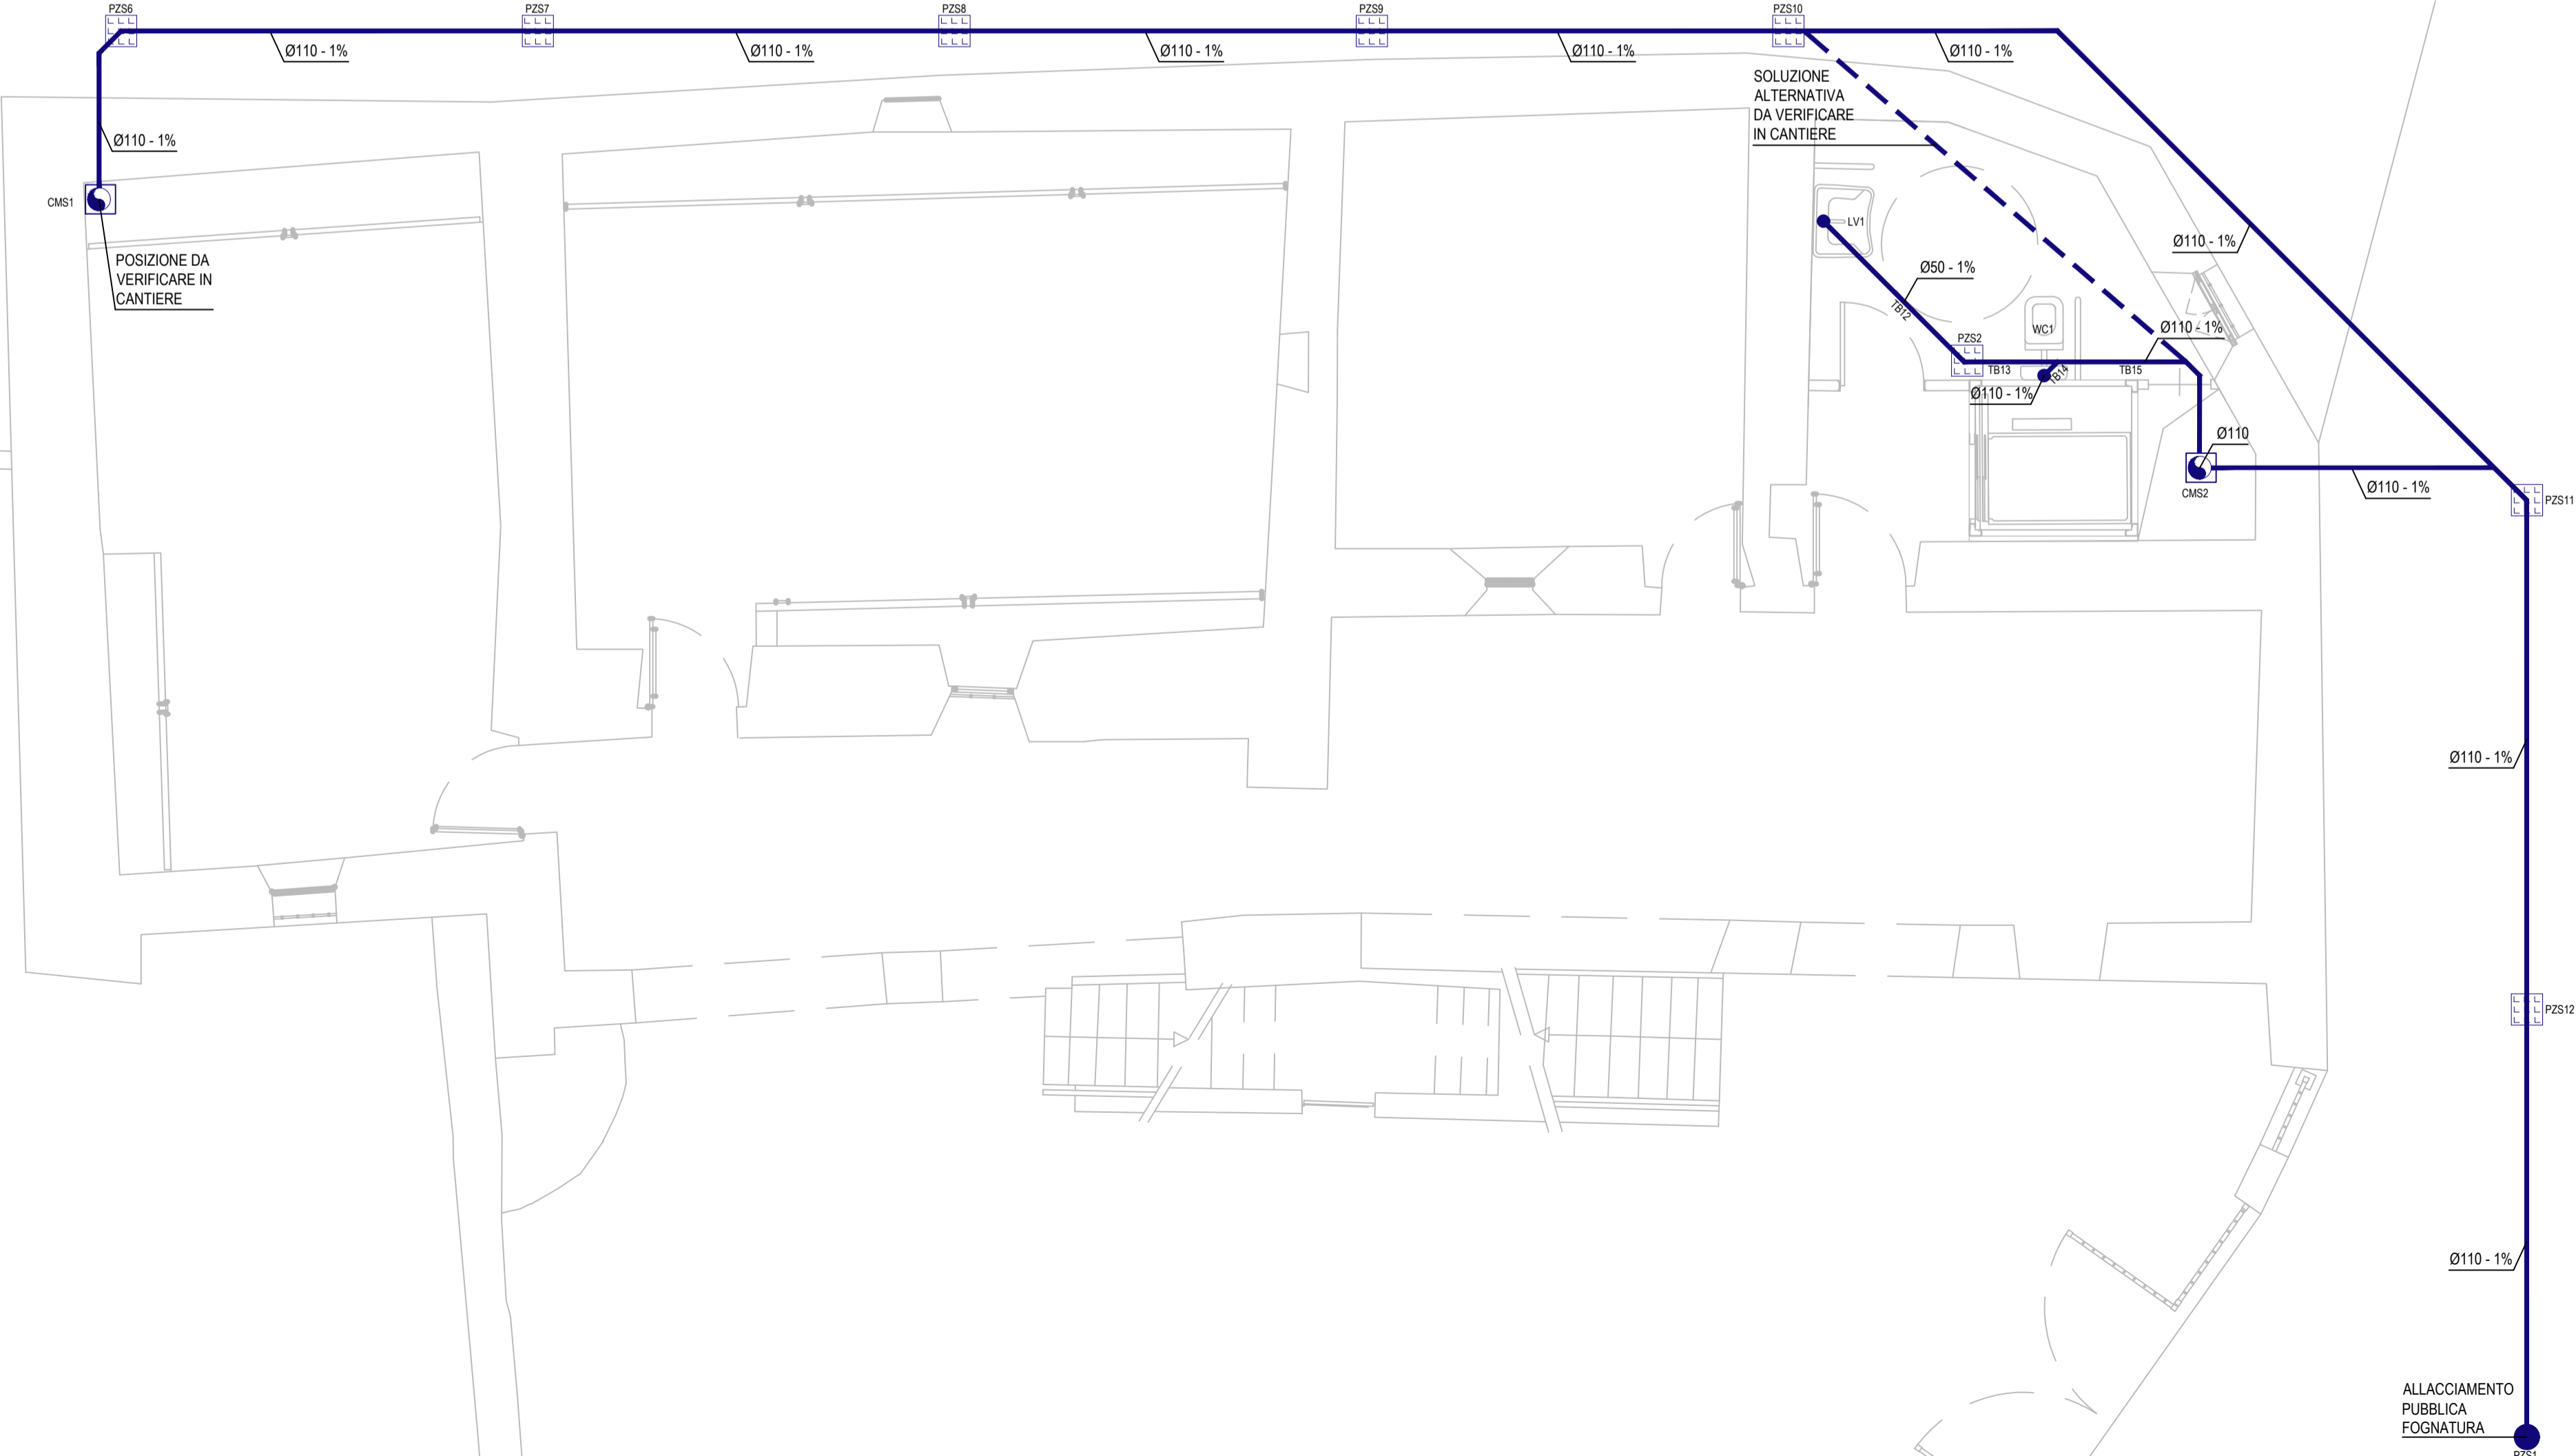 PZS6
PZS7
PZS8
PZS9
PZS10
Ø110 - 1%
Ø110 - 1%
Ø110 - 1%
Ø110 - 1%
Ø110 - 1%
SOLUZIONE
ALTERNATIVA
DA VERIFICARE
IN CANTIERE
Ø110 - 1%
CMS1
LV1
Ø110 - 1%
POSIZIONE DA
VERIFICARE IN
CANTIERE
Ø50 - 1%
TB12
WC1
Ø110 - 1%
PZS2
TB13
TB14
TB15
Ø110 - 1%
Ø110
CMS2
Ø110 - 1%
PZS11
Ø110 - 1%
PZS12
Ø110 - 1%
ALLACCIAMENTO
PUBBLICA
FOGNATURA
PZS1